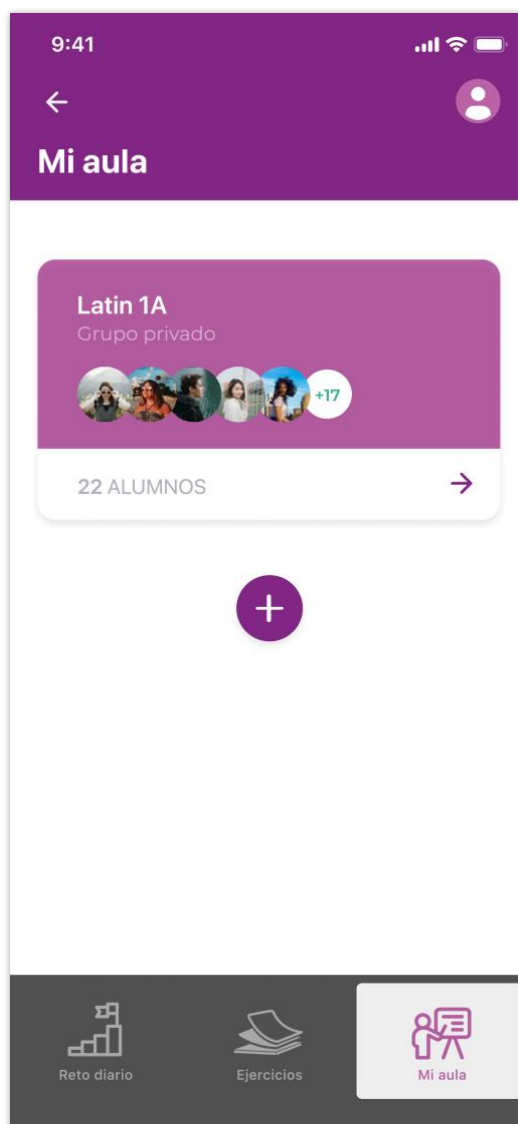 9:41
Mi aula
Latin 1A
Grupo privado
+17
22 ALUMNOS
Reto diario
Ejercicios
Mi aula